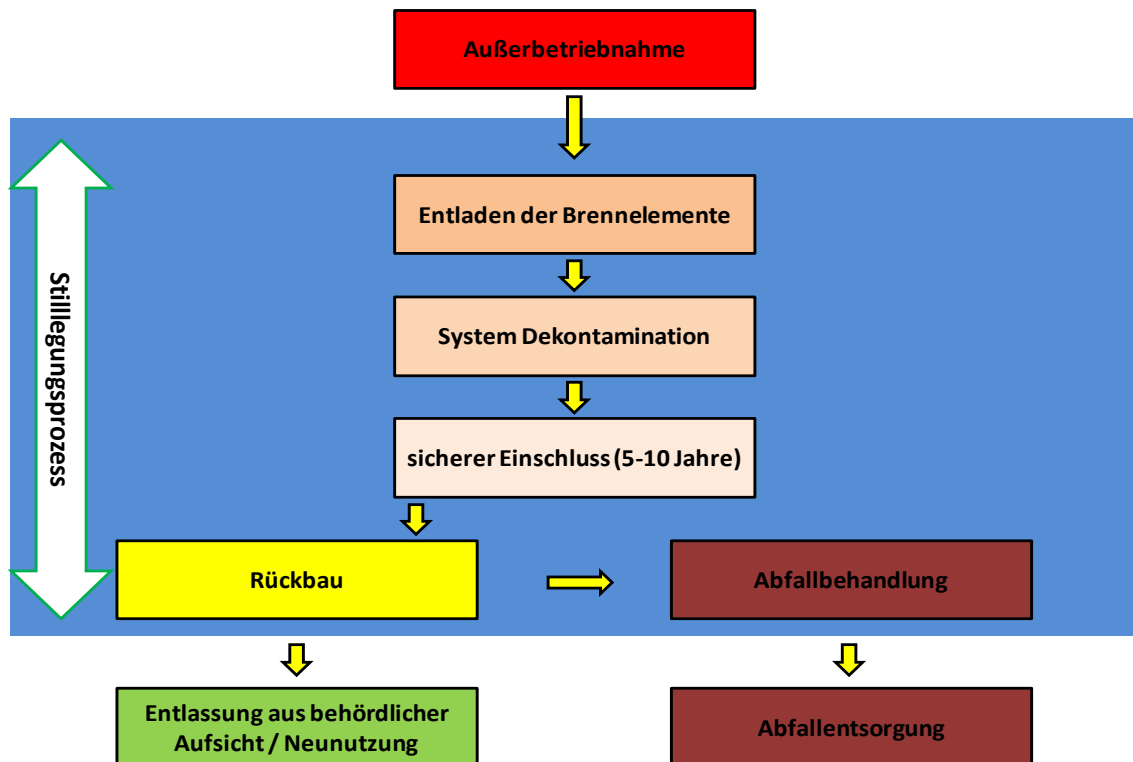 Außerbetriebnahme
Entladen der Brennelemente
System Dekontamination
sicherer Einschluss (5-10 Jahre)
Stilllegungsprozess
Rückbau
Abfallbehandlung
Entlassung aus behördlicher
Aufsicht / Neunutzung
Abfallentsorgung